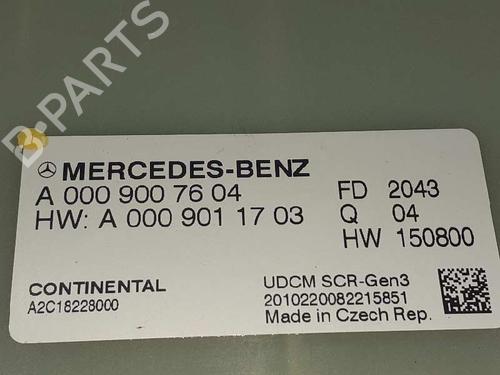 MERCEDES-BENZ
A 000 900 76 04
HW: A 000 901 17 03
FD 2043
Q 04
HW 150800
CONTINENTAL
A2C18228000
UDCM SCR-Gen3
2010220082215851
Made in Czech Rep.
B-PARTS